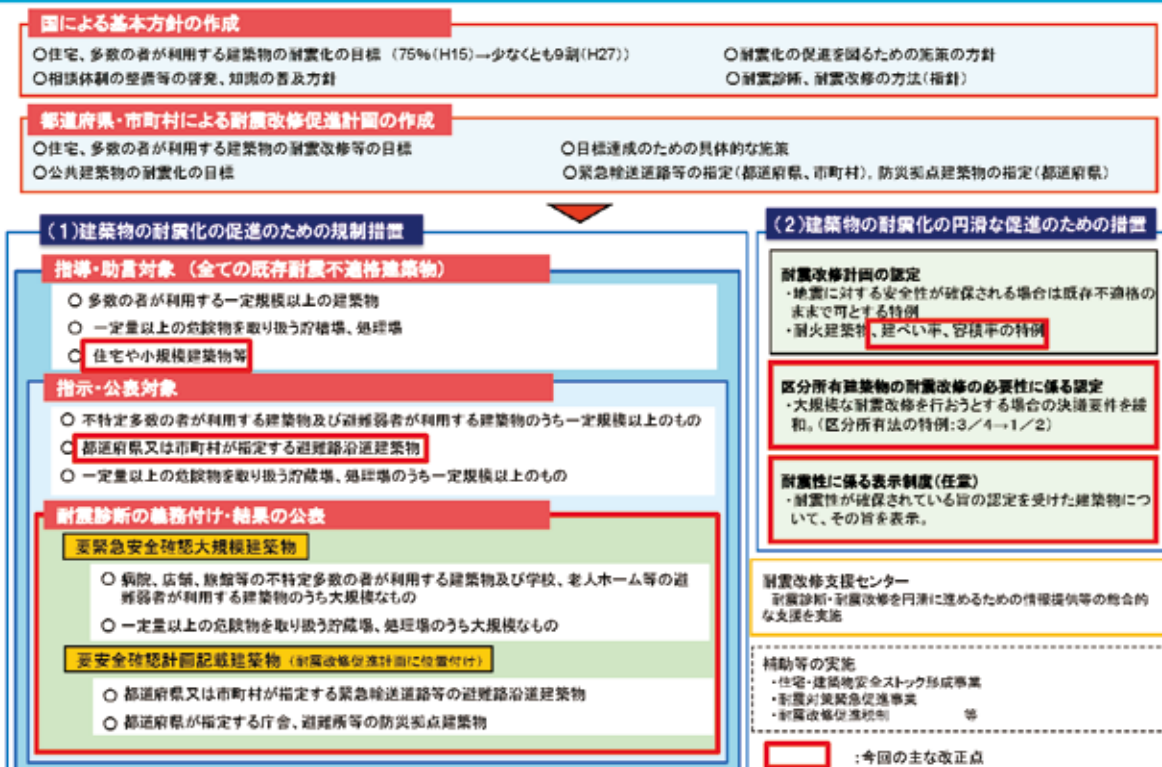 国による基本方針の作成
○住宅、多数の者が利用する建築物の耐震化の目標 （75%(H15)→少なくとも9割(H27)）
○耐震化の促進を図るための施策の方針
○相談体制の整備等の啓発、知識の普及方針
○耐震診断、耐震改修の方法(指針)
都道府県・市町村による耐震改修促進計画の作成
○住宅、多数の者が利用する建築物の耐震改修等の目標
○目標達成のための具体的な施策
○公共建築物の耐震化の目標
○緊急輸送道路等の指定(都道府県、市町村)，防災拠点建築物の指定(都道府県)
(1)建築物の耐震化の促進のための規制措置
指導・助言対象 （全ての既存耐震不適格建築物）
○ 多数の者が利用する一定規模以上の建築物
○ 一定量以上の危険物を取り扱う貯蔵場、処理場
○ 住宅や小規模建築物等
指示・公表対象
○ 不特定多数の者が利用する建築物及び避難弱者が利用する建築物のうち一定規模以上のもの
○ 都道府県又は市町村が指定する避難路沿道建築物
○ 一定量以上の危険物を取り扱う貯蔵場、処理場のうち一定規模以上のもの
耐震診断の義務付け・結果の公表
要緊急安全確認大規模建築物
○ 病院、店舗、旅館等の不特定多数の者が利用する建築物及び学校、老人ホーム等の避
難弱者が利用する建築物のうち大規模なもの
○ 一定量以上の危険物を取り扱う貯蔵場、処理場のうち大規模なもの
要安全確認計画記載建築物（耐震改修促進計画に位置付け）
○ 都道府県又は市町村が指定する緊急輸送道路等の避難路沿道建築物
○ 都道府県が指定する庁舎、避難所等の防災拠点建築物
(2)建築物の耐震化の円滑な促進のための措置
耐震改修計画の認定
・地震に対する安全性が確保される場合は既存不適格の
ままで可とする特例
・耐火建築物、建ぺい率、容積率の特例
区分所有建築物の耐震改修の必要性に係る認定
・大規模な耐震改修を行おうとする場合の決議要件を緩
和。(区分所有法の特例：3／4→1／2)
耐震性に係る表示制度(任意)
・耐震性が確保されている旨の認定を受けた建築物につ
いて、その旨を表示。
耐震改修支援センター
耐震診断・耐震改修を円滑に進めるための情報提供等の総合的
な支援を実施
補助等の実施
・住宅・建築物安全ストック形成事業
・耐震対策緊急促進事業
・耐震改修促進税制 等
：今回の主な改正点